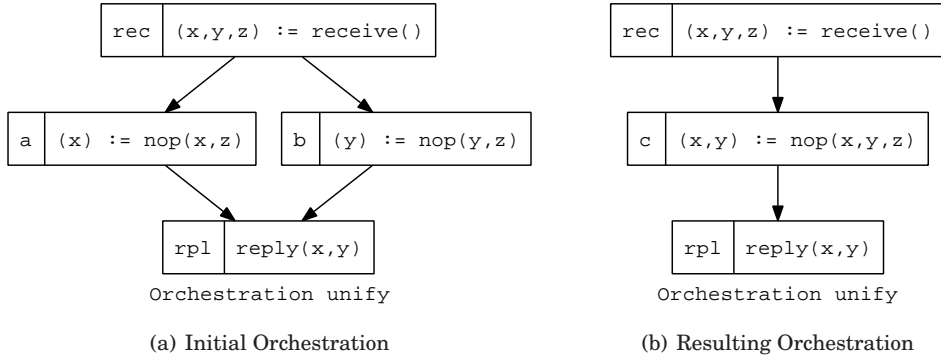 rec (x,y,z) := receive()
a (x) := nop(x,z) b (y) := nop(y,z)
rpl reply(x,y)
Orchestration unify
(a) Initial Orchestration
rec (x,y,z) := receive()
c (x,y) := nop(x,y,z)
rpl reply(x,y)
Orchestration unify
(b) Resulting Orchestration